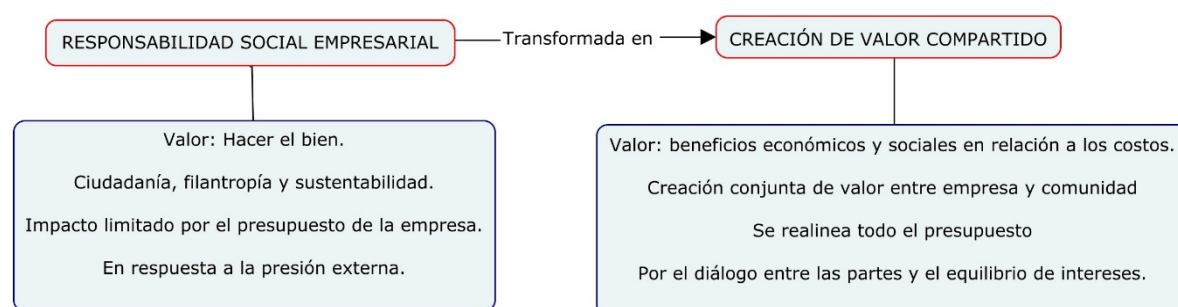 RESPONSABILIDAD SOCIAL EMPRESARIAL
Transformada en
CREACIÓN DE VALOR COMPARTIDO
Valor: Hacer el bien.
Ciudadanía, filantropía y sustentabilidad.
Impacto limitado por el presupuesto de la empresa.
En respuesta a la presión externa.
Valor: beneficios económicos y sociales en relación a los costos.
Creación conjunta de valor entre empresa y comunidad
Se realinea todo el presupuesto
Por el diálogo entre las partes y el equilibrio de intereses.